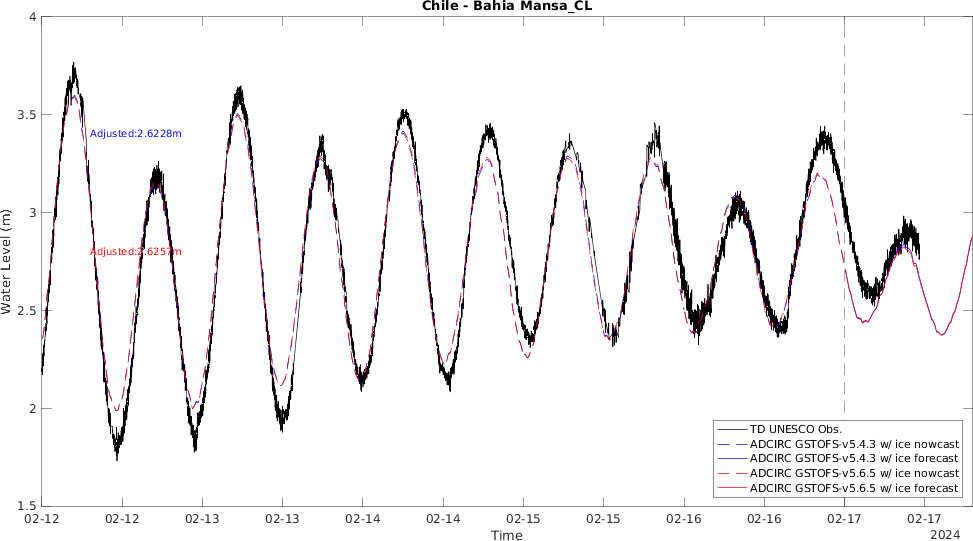 Chile - Bahia Mansa_CL
4
3.5
3
2.5
2
1.5
Water Level (m)
Adjusted:2.6228m
Adjusted:2.6257m
TD UNESCO Obs.
ADCIRC GSTOFS-v5.4.3 w/ ice nowcast
ADCIRC GSTOFS-v5.4.3 w/ ice forecast
ADCIRC GSTOFS-v5.6.5 w/ ice nowcast
ADCIRC GSTOFS-v5.6.5 w/ ice forecast
02-12 02-12 02-13 02-13 02-14 02-14 02-15 02-15 02-16 02-16 02-17 02-17
Time
2024